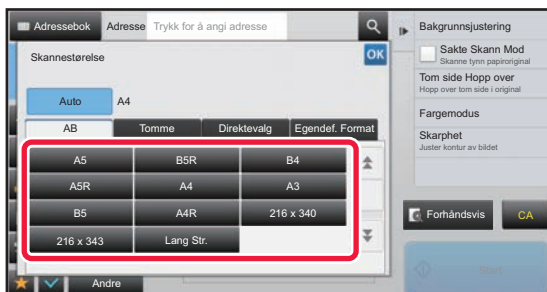 Adressebok Adresse Trykk for å angi adresse
Skannestørelse
OK
Auto A4
AB Tomme Direktevalg Egendef. Format
A5 B5R B4
A5R A4 A3
B5 A4R 216 x 340
216 x 343 Lang Str.
Andre
Bakgrunnsjustering
Sakte Skann Mod
Skanne tynn papiroriginal
Tom side Hopp over
Hopp over tom side i original
Fargemodus
Skarphet
Juster kontur av bildet
Forhåndsvis CA
Start